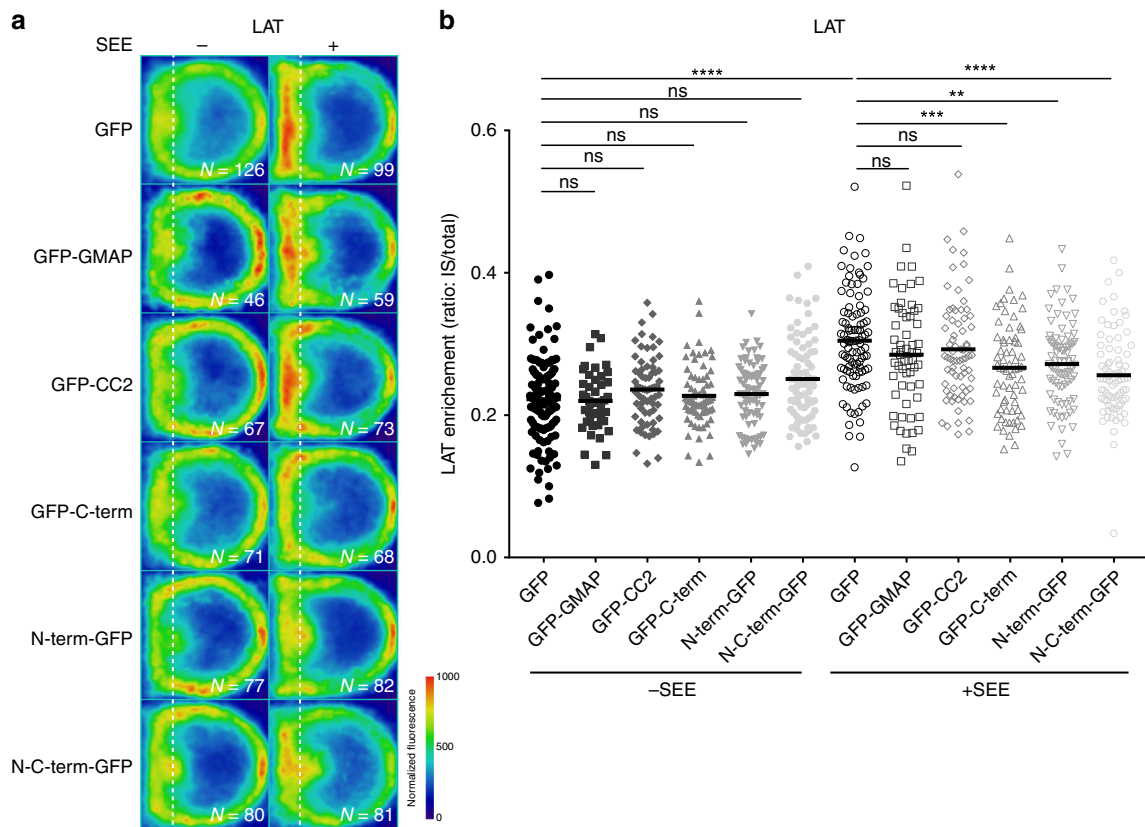 a
LAT
SEE
– +
GFP
N = 126
N = 99
GFP-GMAP
N = 46
N = 59
GFP-CC2
N = 67
N = 73
GFP-C-term
N = 71
N = 68
N-term-GFP
N = 77
N = 82
N-C-term-GFP
N = 80
N = 81
Normalized fluorescence
1000
500
0
b
LAT
LAT enrichement (ratio: IS/total)
0.6
0.4
0.2
0.0
****
ns
ns
ns
ns
ns
****
**
***
ns
ns
GFP
GFP-GMAP
GFP-CC2
GFP-C-term
N-term-GFP
N-C-term-GFP
GFP
GFP-GMAP
GFP-CC2
GFP-C-term
N-term-GFP
N-C-term-GFP
–SEE
+SEE